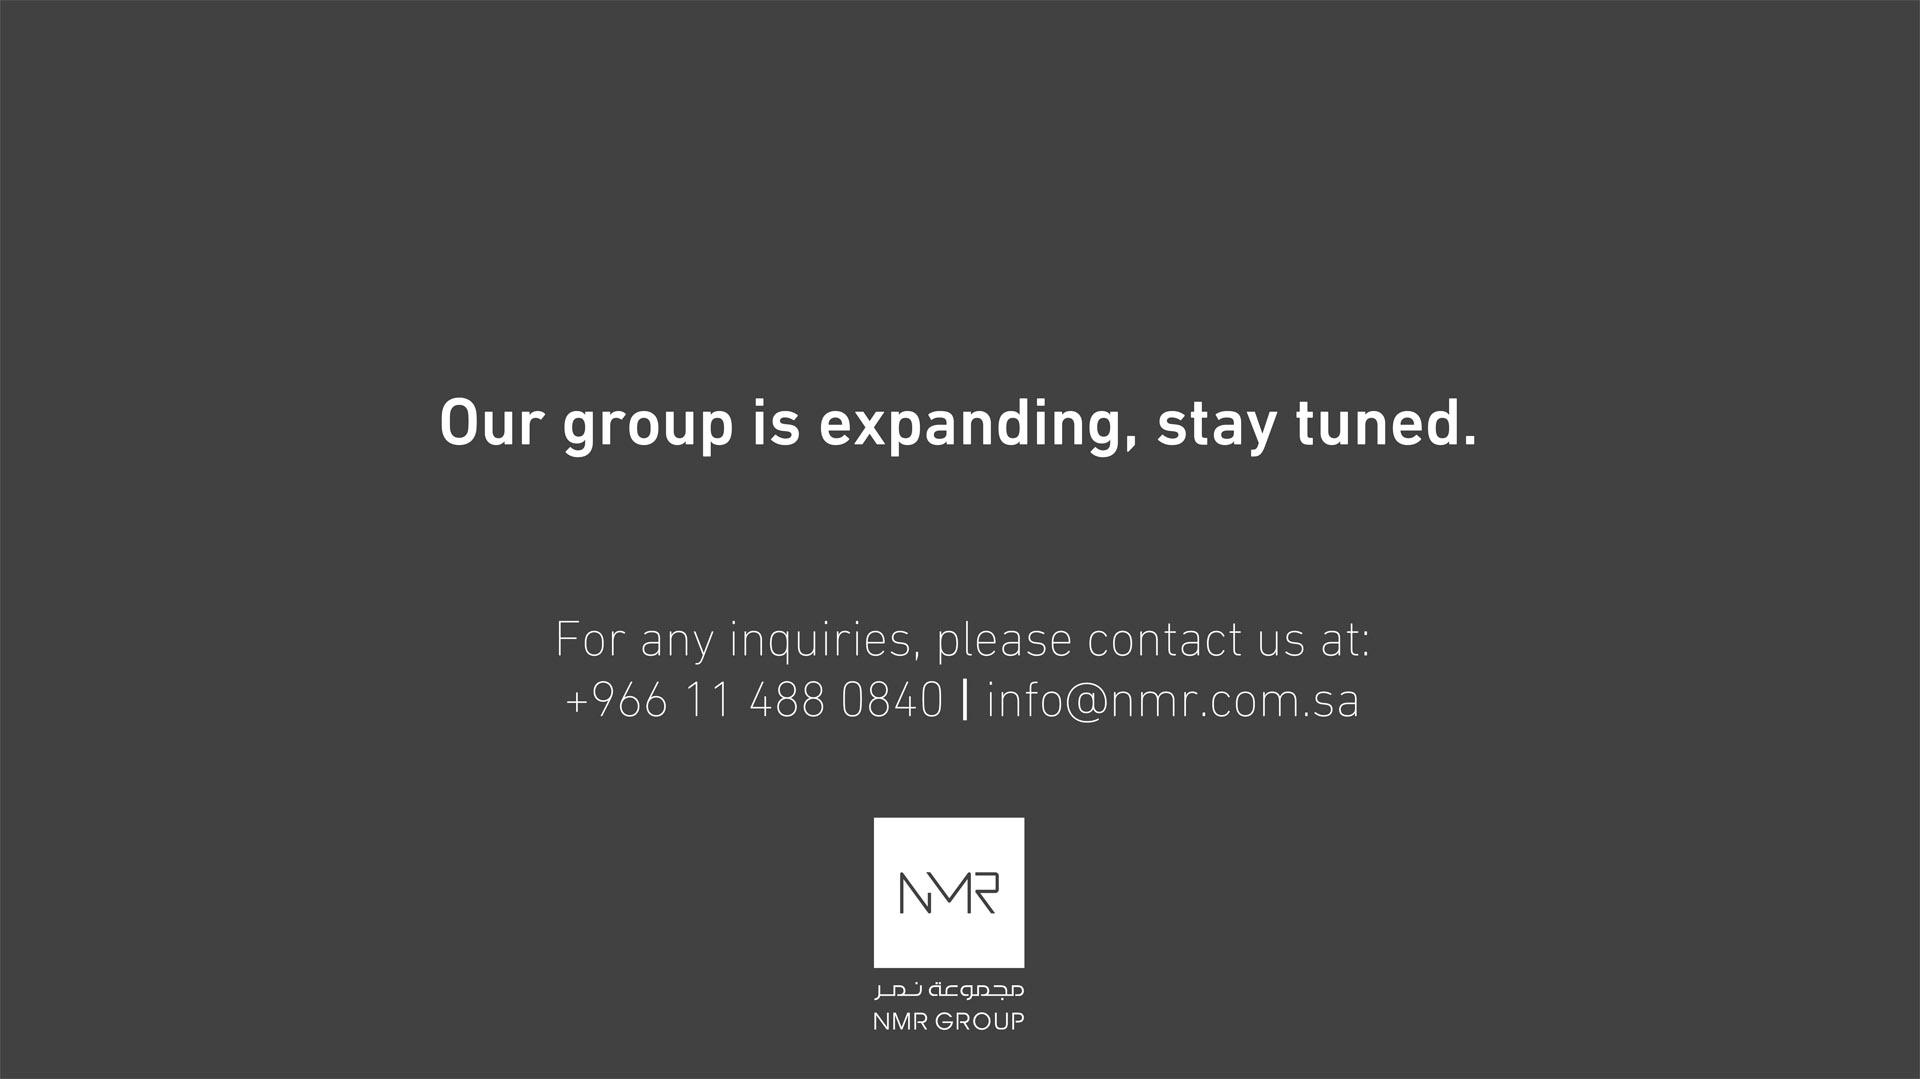 Our group is expanding, stay tuned.
For any inquiries, please contact us at:
+966 11 488 0840 | info@nmr.com.sa
NMR
مجموعة نمر
NMR GROUP